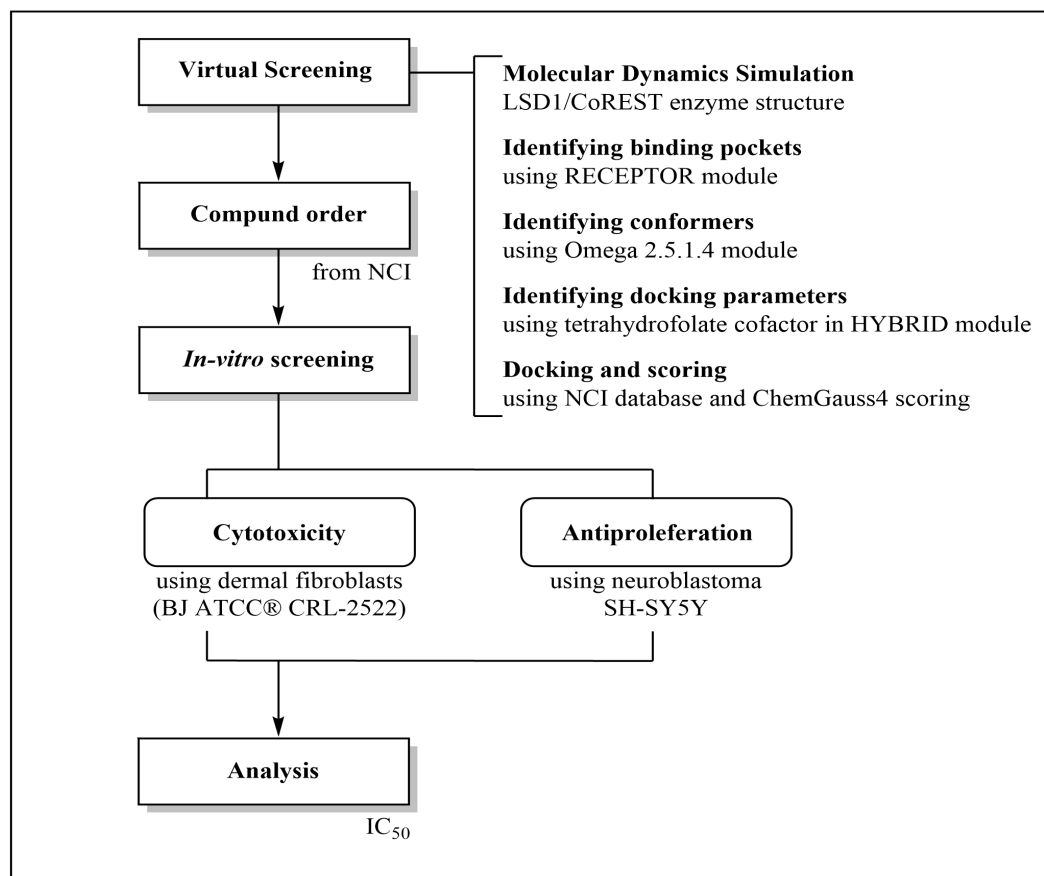 Virtual Screening
Molecular Dynamics Simulation
LSD1/CoREST enzyme structure
Identifying binding pockets
using RECEPTOR module
Identifying conformers
using Omega 2.5.1.4 module
Identifying docking parameters
using tetrahydrofolate cofactor in HYBRID module
Docking and scoring
using NCI database and ChemGauss4 scoring
Compund order
from NCI
In-vitro screening
Cytotoxicity
using dermal fibroblasts
(BJ ATCC® CRL-2522)
Antiproleferation
using neuroblastoma
SH-SY5Y
Analysis
IC50